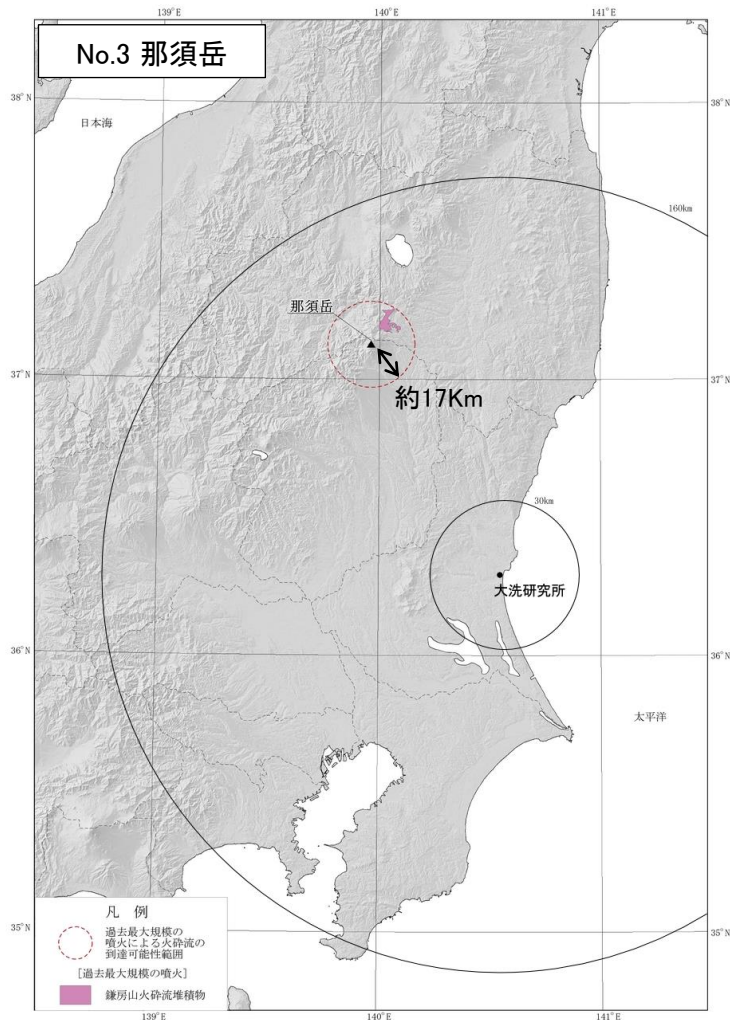 139°E
140°E
141°E
No.3 那須岳
38°N
38°N
日本海
160km
那須岳
37°N
37°N
約17Km
30km
大洗研究所
36°N
36°N
太平洋
35°N
35°N
凡 例
過去最大規模の
噴火による火砕流の
到達可能性範囲
[過去最大規模の噴火]
鎌房山火砕流堆積物
139°E
140°E
141°E